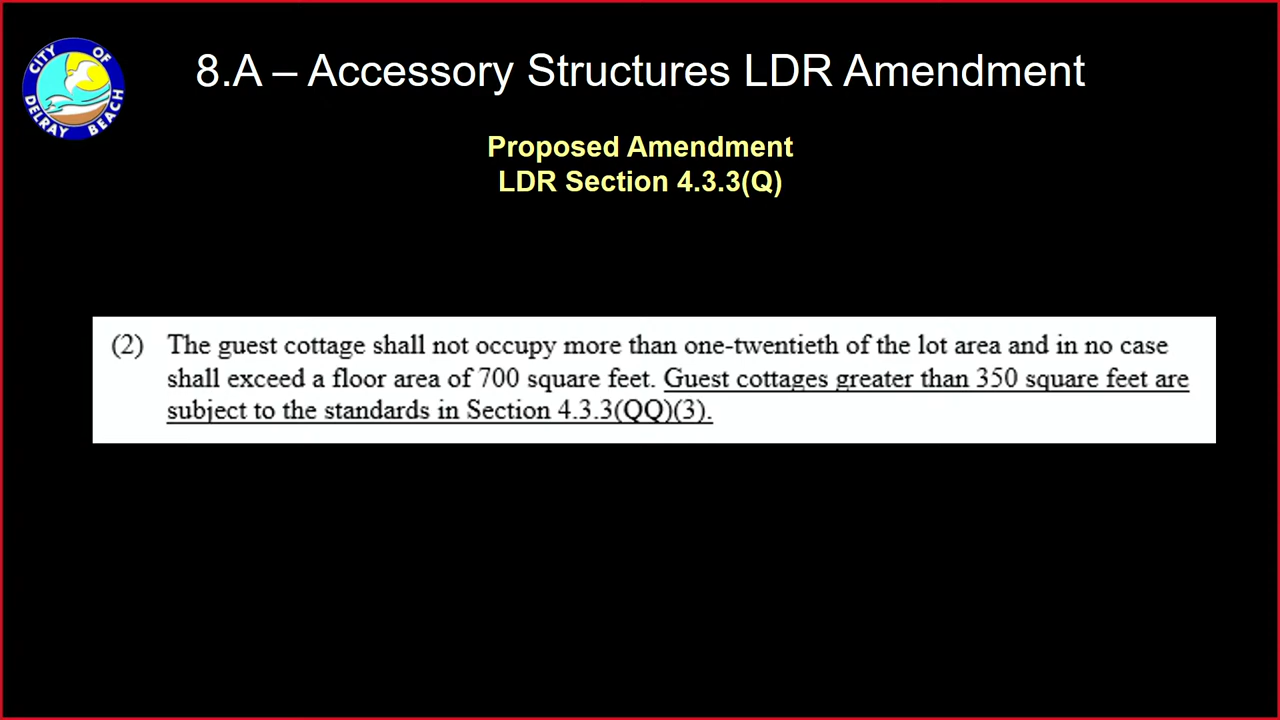 CITY OF
DELRAY BEACH
8.A – Accessory Structures LDR Amendment
Proposed Amendment
LDR Section 4.3.3(Q)
(2) The guest cottage shall not occupy more than one-twentieth of the lot area and in no case
shall exceed a floor area of 700 square feet. Guest cottages greater than 350 square feet are
subject to the standards in Section 4.3.3(QQ)(3).